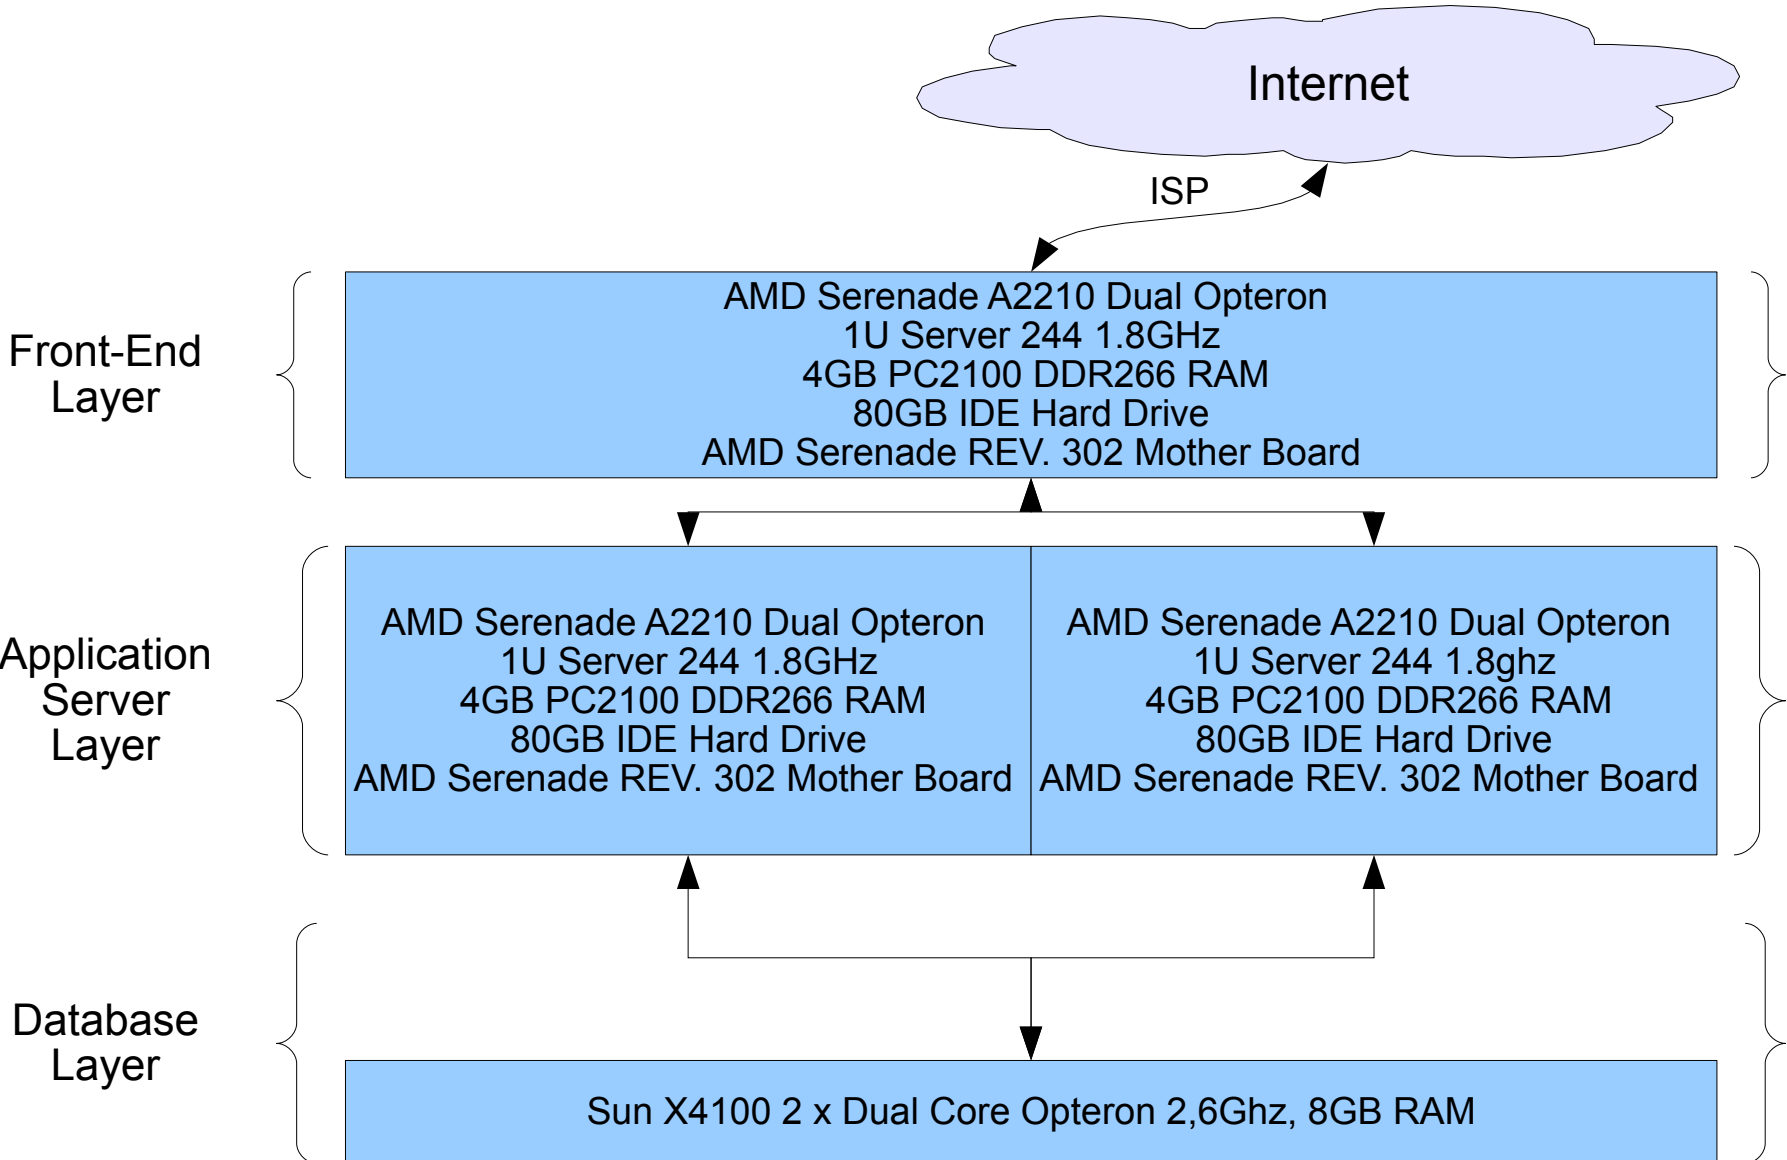 Internet
ISP
Front-End
Layer
AMD Serenade A2210 Dual Opteron
1U Server 244 1.8GHz
4GB PC2100 DDR266 RAM
80GB IDE Hard Drive
AMD Serenade REV. 302 Mother Board
Application
Server
Layer
AMD Serenade A2210 Dual Opteron
1U Server 244 1.8GHz
4GB PC2100 DDR266 RAM
80GB IDE Hard Drive
AMD Serenade REV. 302 Mother Board
AMD Serenade A2210 Dual Opteron
1U Server 244 1.8ghz
4GB PC2100 DDR266 RAM
80GB IDE Hard Drive
AMD Serenade REV. 302 Mother Board
Database
Layer
Sun X4100 2 x Dual Core Opteron 2,6Ghz, 8GB RAM